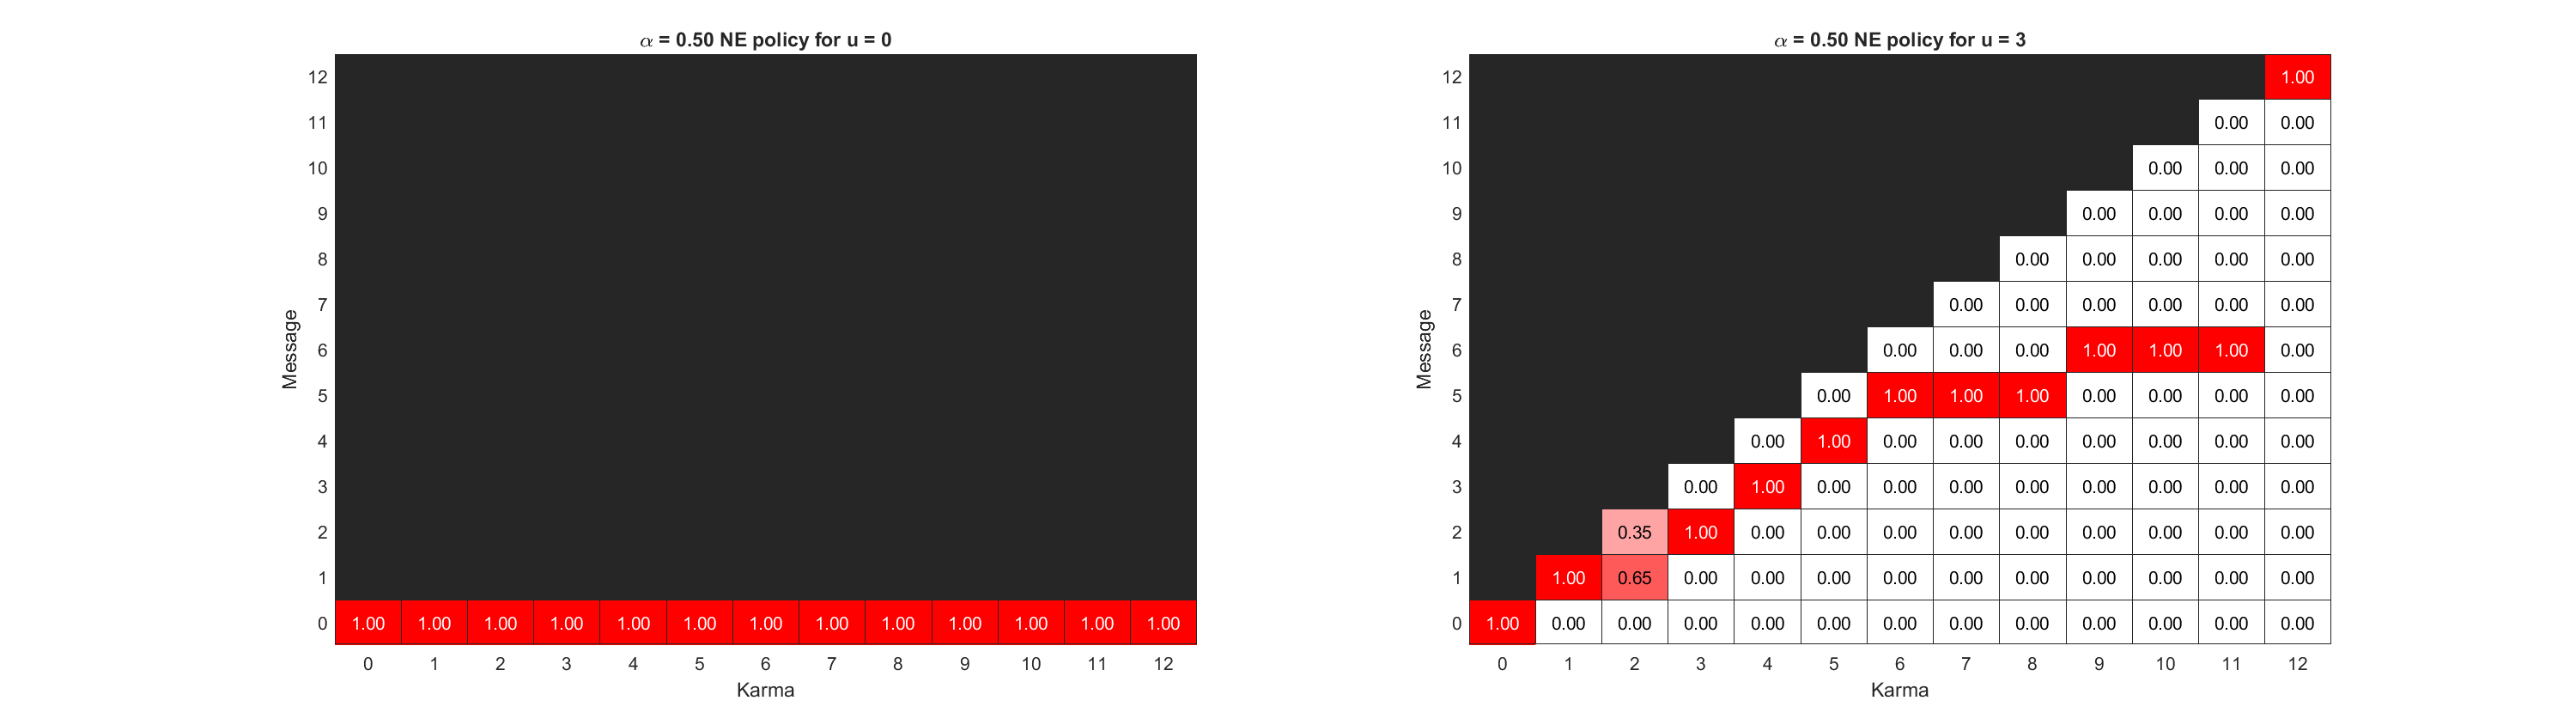 α = 0.50 NE policy for u = 0
12
11
10
9
8
7
6
5
4
3
2
1
0 1.00 1.00 1.00 1.00 1.00 1.00 1.00 1.00 1.00 1.00 1.00 1.00 1.00
0 1 2 3 4 5 6 7 8 9 10 11 12
Message
Karma
α = 0.50 NE policy for u = 3
12 1.00
11 0.00 0.00
10 0.00 0.00 0.00
9 0.00 0.00 0.00 0.00
8 0.00 0.00 0.00 0.00 0.00
7 0.00 0.00 0.00 0.00 0.00 0.00
6 0.00 0.00 0.00 1.00 1.00 1.00 0.00
5 0.00 1.00 1.00 1.00 0.00 0.00 0.00 0.00
4 0.00 1.00 0.00 0.00 0.00 0.00 0.00 0.00 0.00
3 0.00 1.00 0.00 0.00 0.00 0.00 0.00 0.00 0.00 0.00
2 0.35 1.00 0.00 0.00 0.00 0.00 0.00 0.00 0.00 0.00 0.00
1 1.00 0.65 0.00 0.00 0.00 0.00 0.00 0.00 0.00 0.00 0.00 0.00
0 1.00 0.00 0.00 0.00 0.00 0.00 0.00 0.00 0.00 0.00 0.00 0.00 0.00
0 1 2 3 4 5 6 7 8 9 10 11 12
Message
Karma